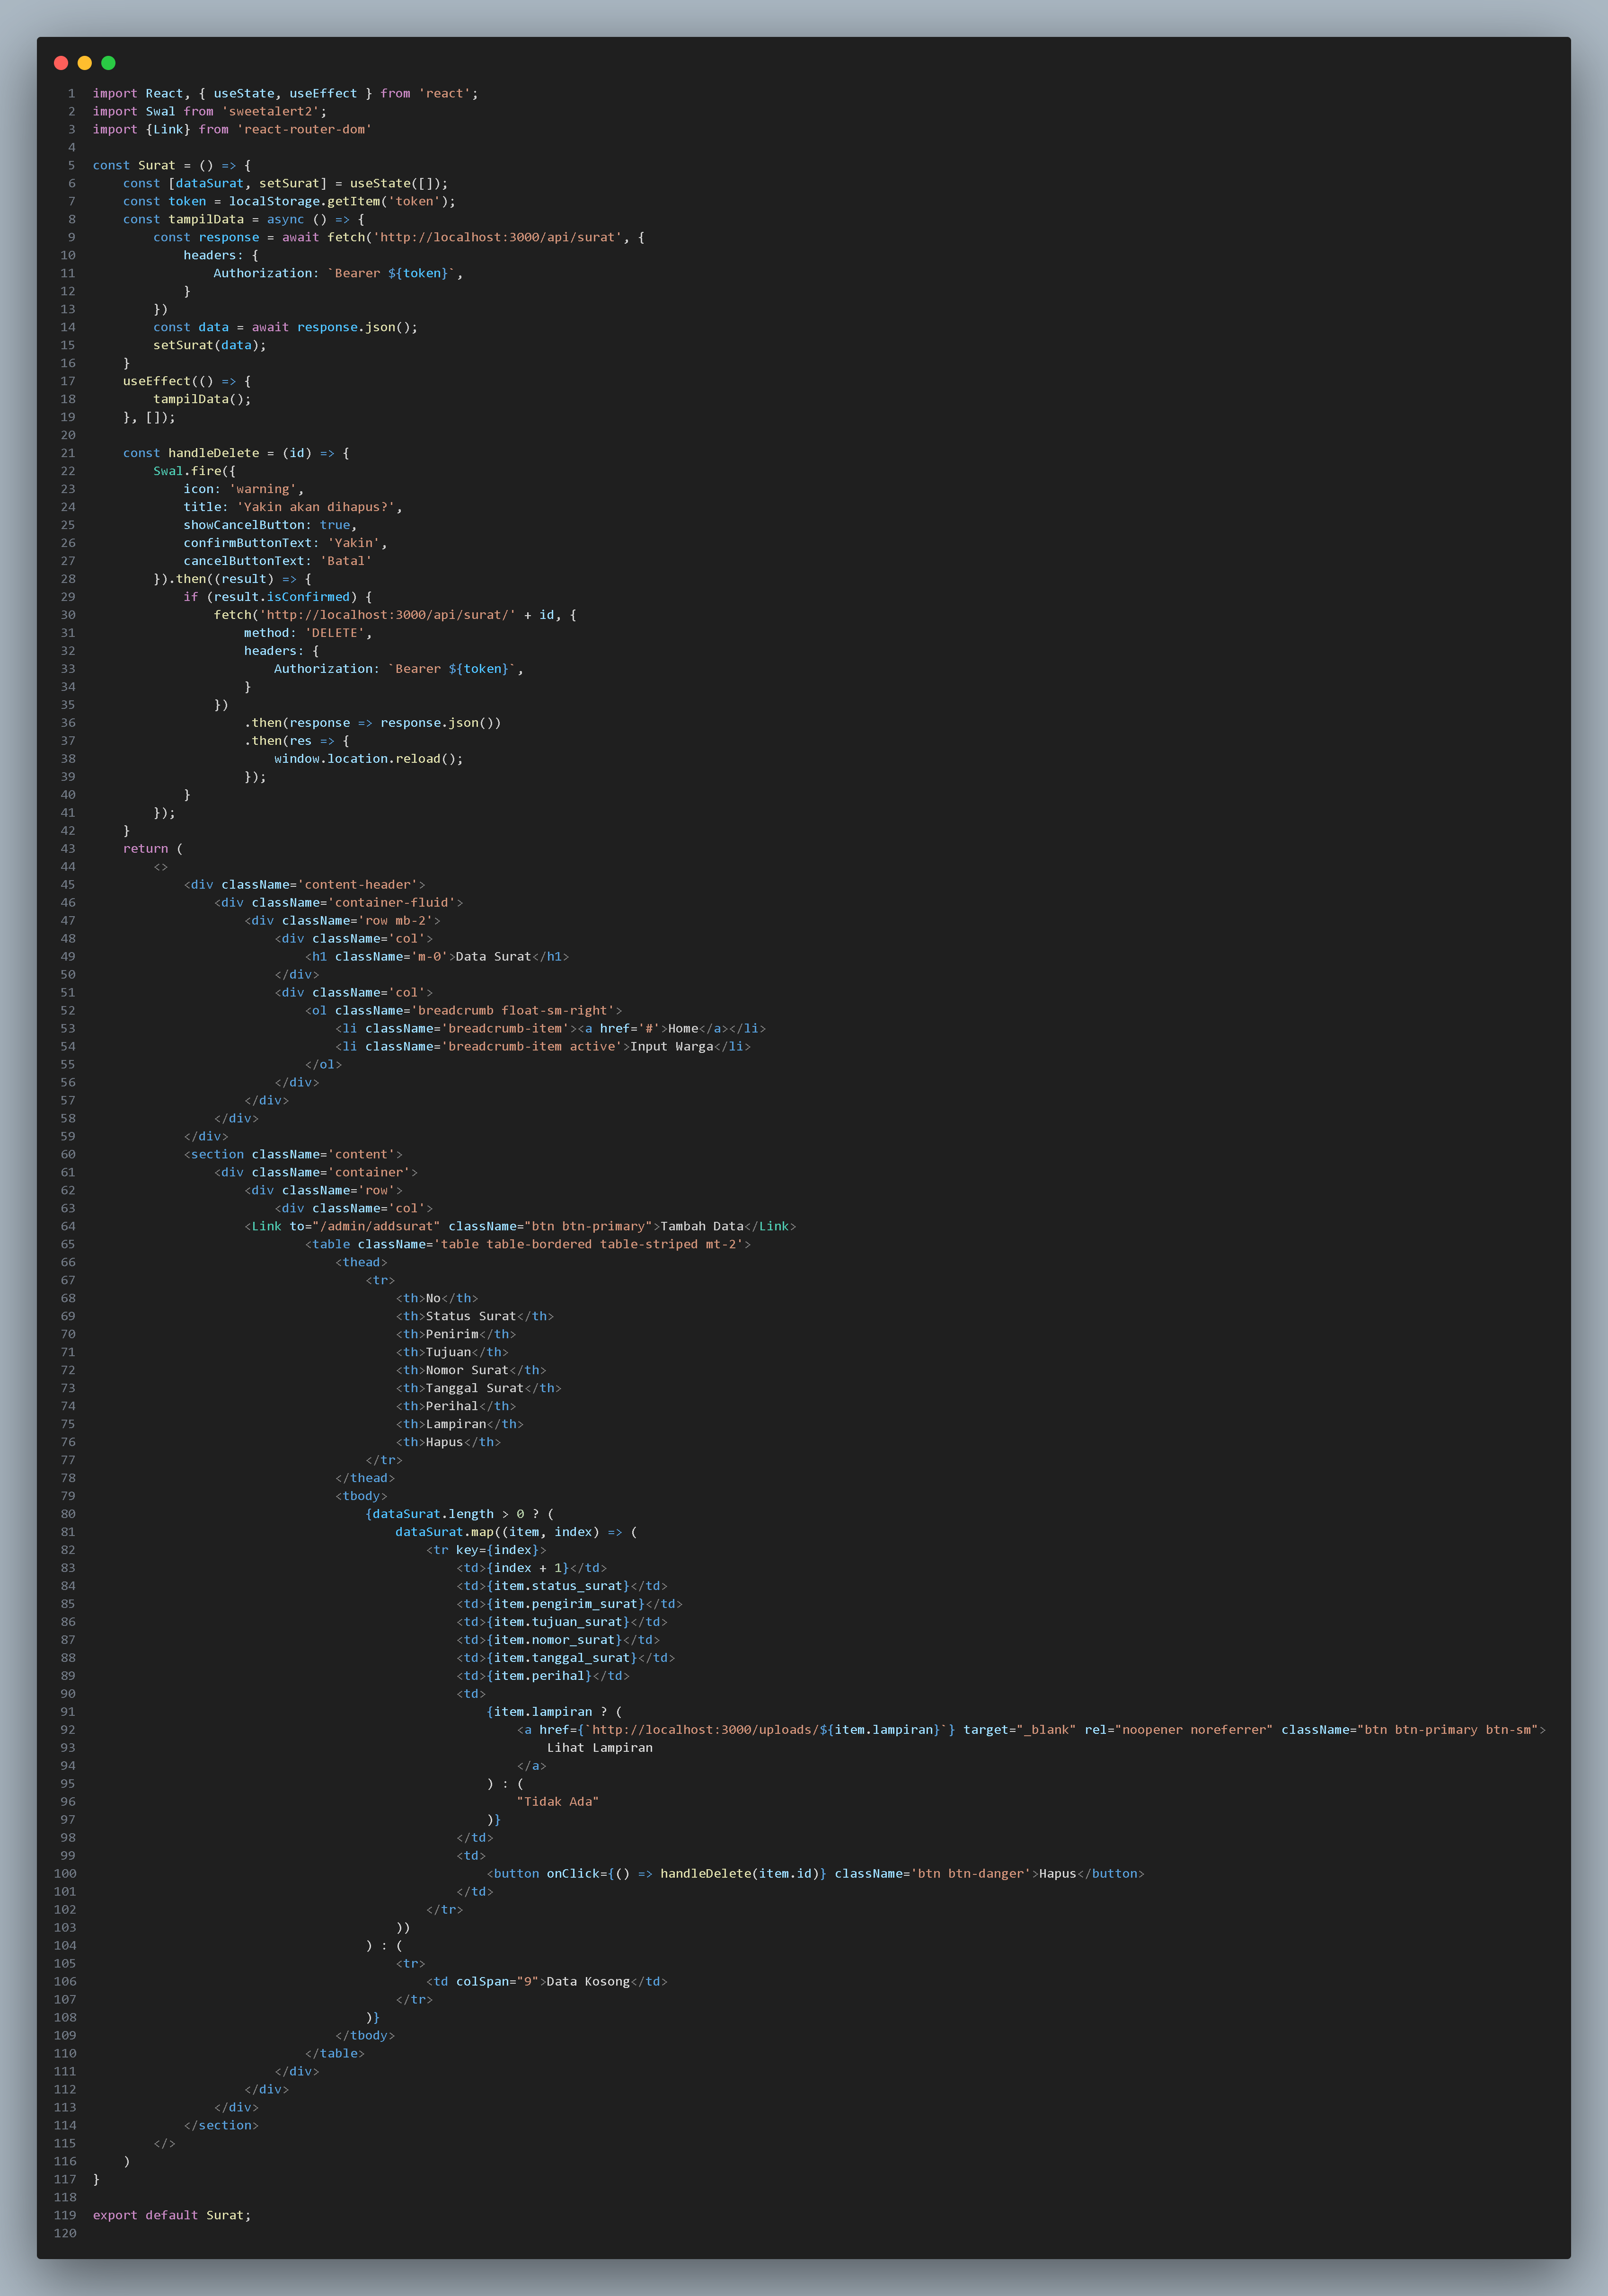 1 import React, { useState, useEffect } from 'react';
2 import Swal from 'sweetalert2';
3 import {Link} from 'react-router-dom'
4
5 const Surat = () => {
6     const [dataSurat, setSurat] = useState([]);
7     const token = localStorage.getItem('token');
8     const tampilData = async () => {
9         const response = await fetch('http://localhost:3000/api/surat', {
10             headers: {
11                 Authorization: `Bearer ${token}`,
12             }
13         })
14         const data = await response.json();
15         setSurat(data);
16     }
17     useEffect(() => {
18         tampilData();
19     }, []);
20
21     const handleDelete = (id) => {
22         Swal.fire({
23             icon: 'warning',
24             title: 'Yakin akan dihapus?',
25             showCancelButton: true,
26             confirmButtonText: 'Yakin',
27             cancelButtonText: 'Batal'
28         }).then((result) => {
29             if (result.isConfirmed) {
30                 fetch('http://localhost:3000/api/surat/' + id, {
31                     method: 'DELETE',
32                     headers: {
33                         Authorization: `Bearer ${token}`,
34                     }
35                 })
36                     .then(response => response.json())
37                     .then(res => {
38                         window.location.reload();
39                     });
40             }
41         });
42     }
43     return (
44         <>
45             <div className='content-header'>
46                 <div className='container-fluid'>
47                     <div className='row mb-2'>
48                         <div className='col'>
49                             <h1 className='m-0'>Data Surat</h1>
50                         </div>
51                         <div className='col'>
52                             <ol className='breadcrumb float-sm-right'>
53                                 <li className='breadcrumb-item'><a href='#'>Home</a></li>
54                                 <li className='breadcrumb-item active'>Input Warga</li>
55                             </ol>
56                         </div>
57                     </div>
58                 </div>
59             </div>
60             <section className='content'>
61                 <div className='container'>
62                     <div className='row'>
63                         <div className='col'>
64                     <Link to="/admin/addsurat" className="btn btn-primary">Tambah Data</Link>
65                             <table className='table table-bordered table-striped mt-2'>
66                                 <thead>
67                                     <tr>
68                                         <th>No</th>
69                                         <th>Status Surat</th>
70                                         <th>Penirim</th>
71                                         <th>Tujuan</th>
72                                         <th>Nomor Surat</th>
73                                         <th>Tanggal Surat</th>
74                                         <th>Perihal</th>
75                                         <th>Lampiran</th>
76                                         <th>Hapus</th>
77                                     </tr>
78                                 </thead>
79                                 <tbody>
80                                     {dataSurat.length > 0 ? (
81                                         dataSurat.map((item, index) => (
82                                             <tr key={index}>
83                                                 <td>{index + 1}</td>
84                                                 <td>{item.status_surat}</td>
85                                                 <td>{item.pengirim_surat}</td>
86                                                 <td>{item.tujuan_surat}</td>
87                                                 <td>{item.nomor_surat}</td>
88                                                 <td>{item.tanggal_surat}</td>
89                                                 <td>{item.perihal}</td>
90                                                 <td>
91                                                     {item.lampiran ? (
92                                                         <a href={`http://localhost:3000/uploads/${item.lampiran}`} target="_blank" rel="noopener noreferrer" className="btn btn-primary btn-sm">
93                                                             Lihat Lampiran
94                                                         </a>
95                                                     ) : (
96                                                         "Tidak Ada"
97                                                     )}
98                                                 </td>
99                                                 <td>
100                                                     <button onClick={() => handleDelete(item.id)} className='btn btn-danger'>Hapus</button>
101                                                 </td>
102                                             </tr>
103                                         ))
104                                     ) : (
105                                         <tr>
106                                             <td colSpan="9">Data Kosong</td>
107                                         </tr>
108                                     )}
109                                 </tbody>
110                             </table>
111                         </div>
112                     </div>
113                 </div>
114             </section>
115         </>
116     )
117 }
118
119 export default Surat;
120